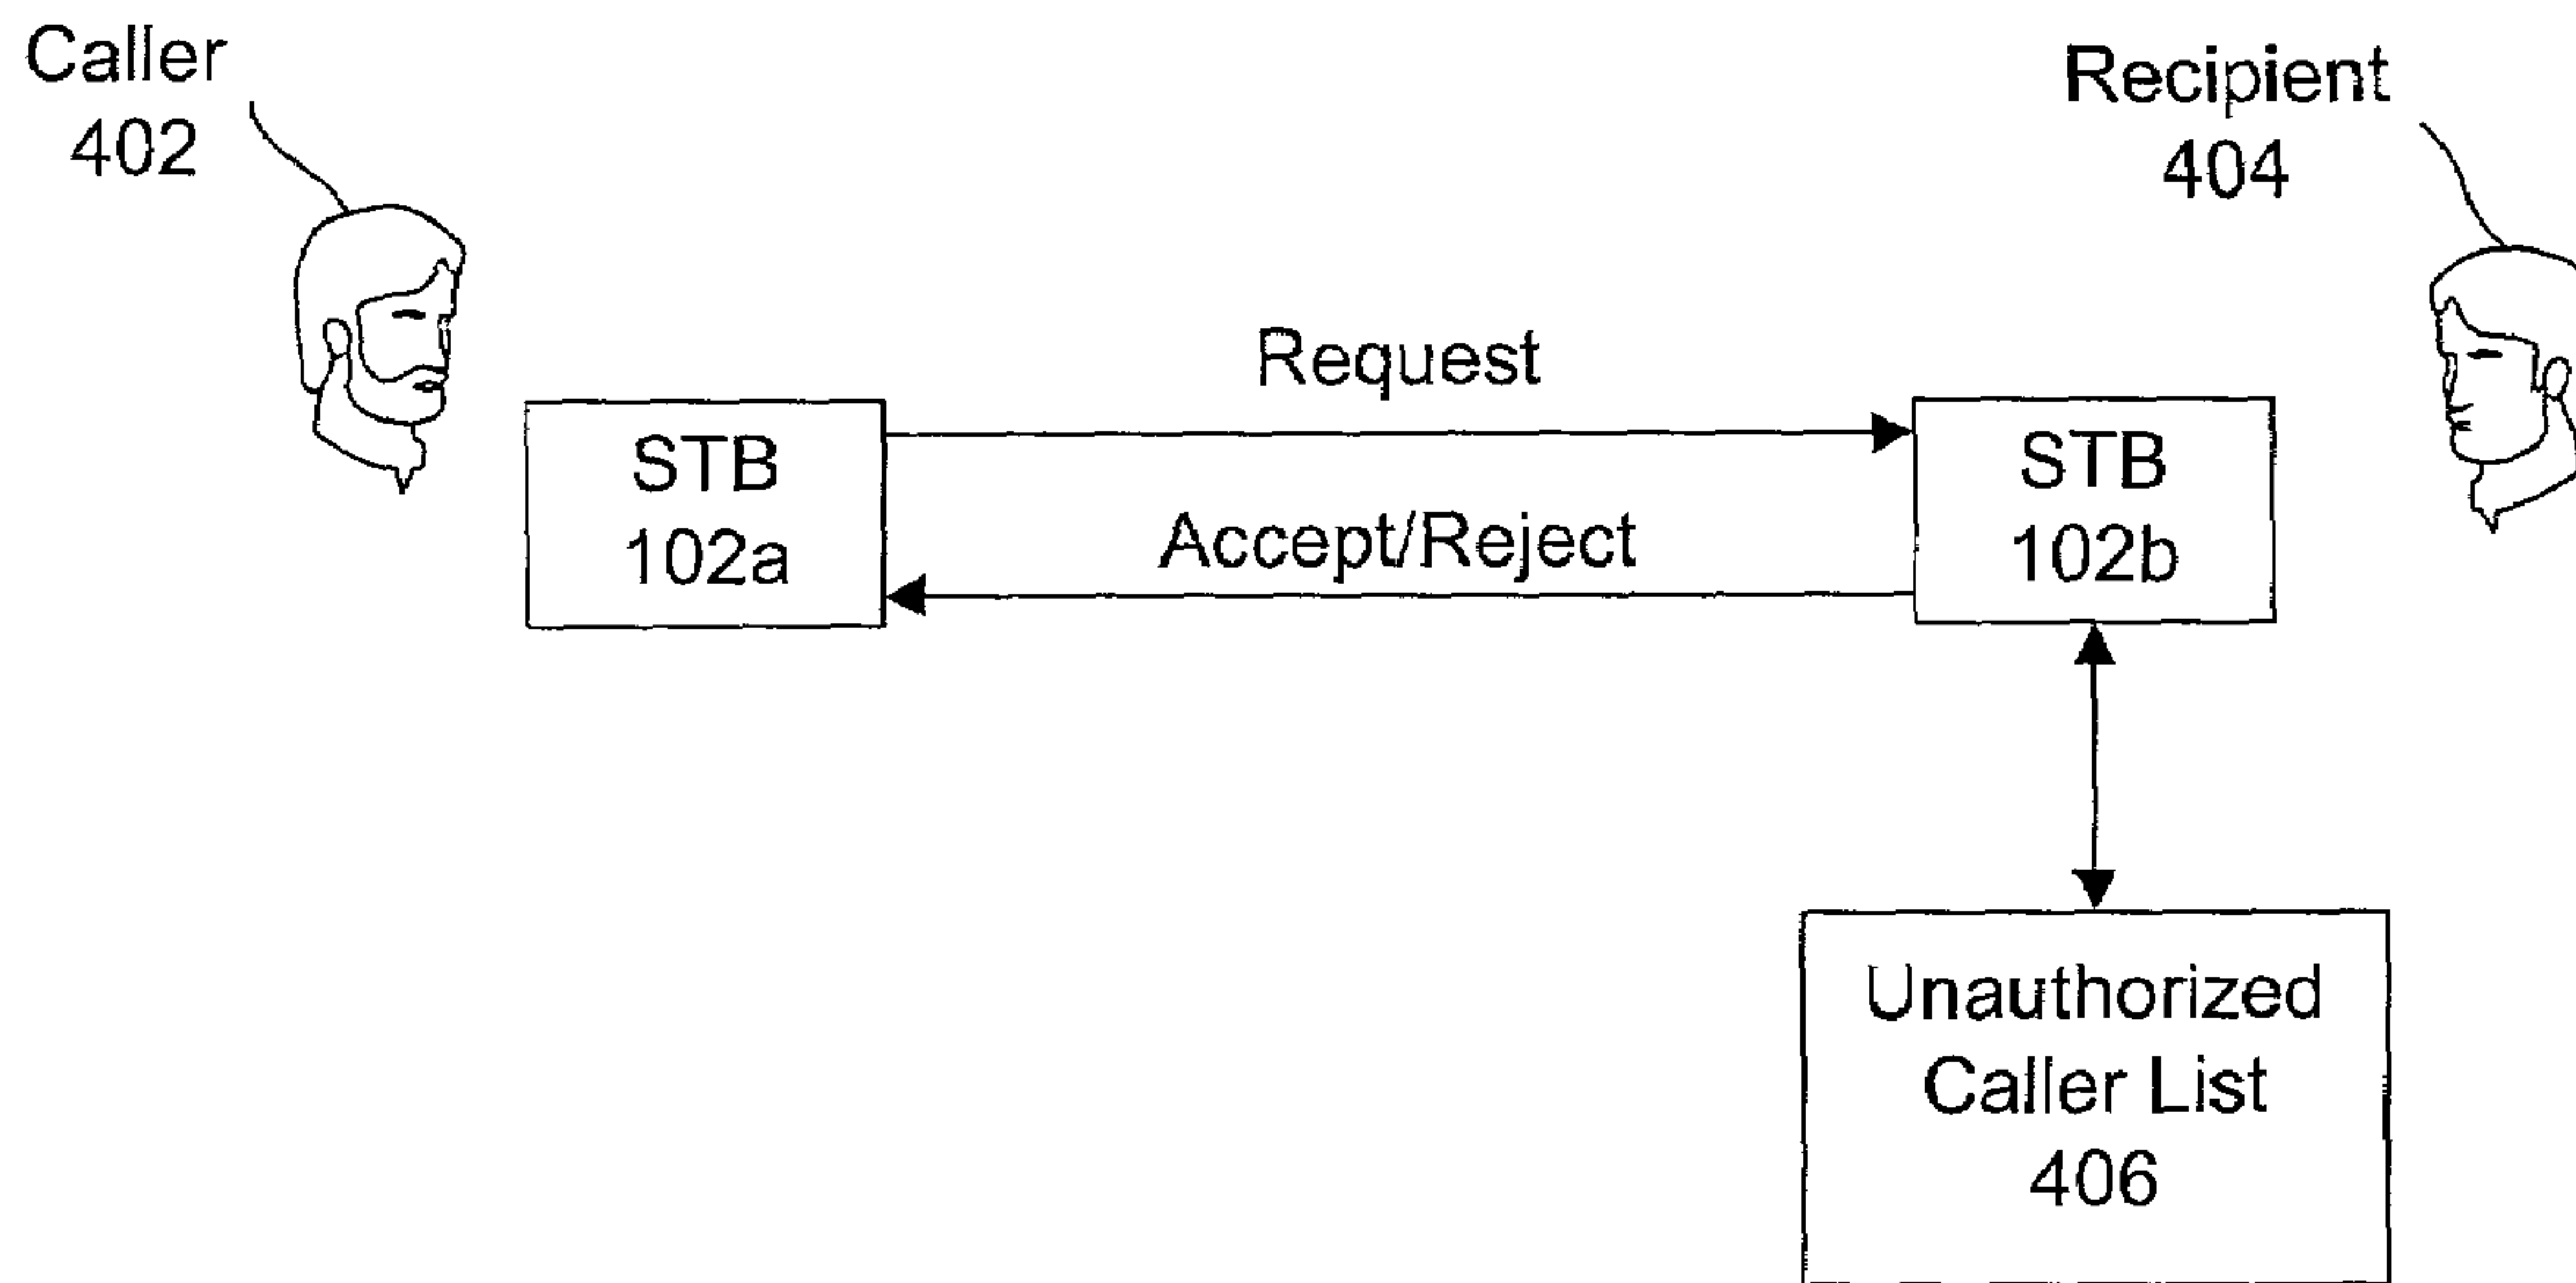 Caller
402
Recipient
404
Request
STB
102a
Accept/Reject
STB
102b
Unauthorized
Caller List
406